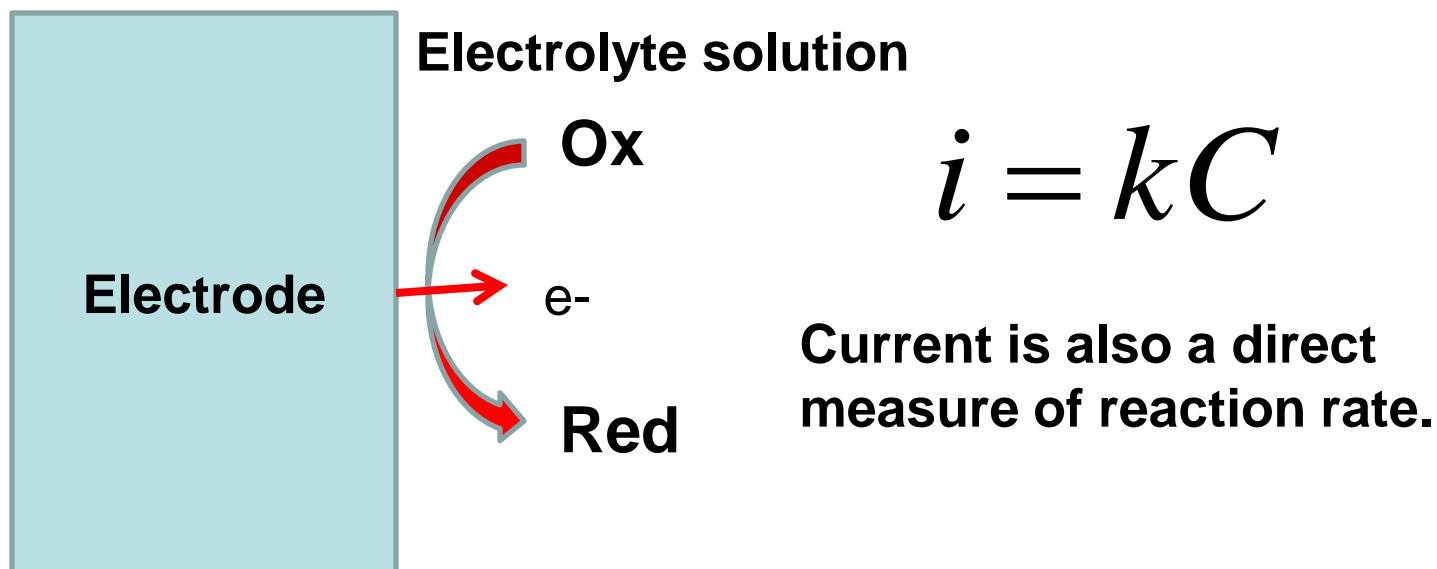 Electrolyte solution
Ox
i = kC
Electrode
e-
Current is also a direct
measure of reaction rate.
Red